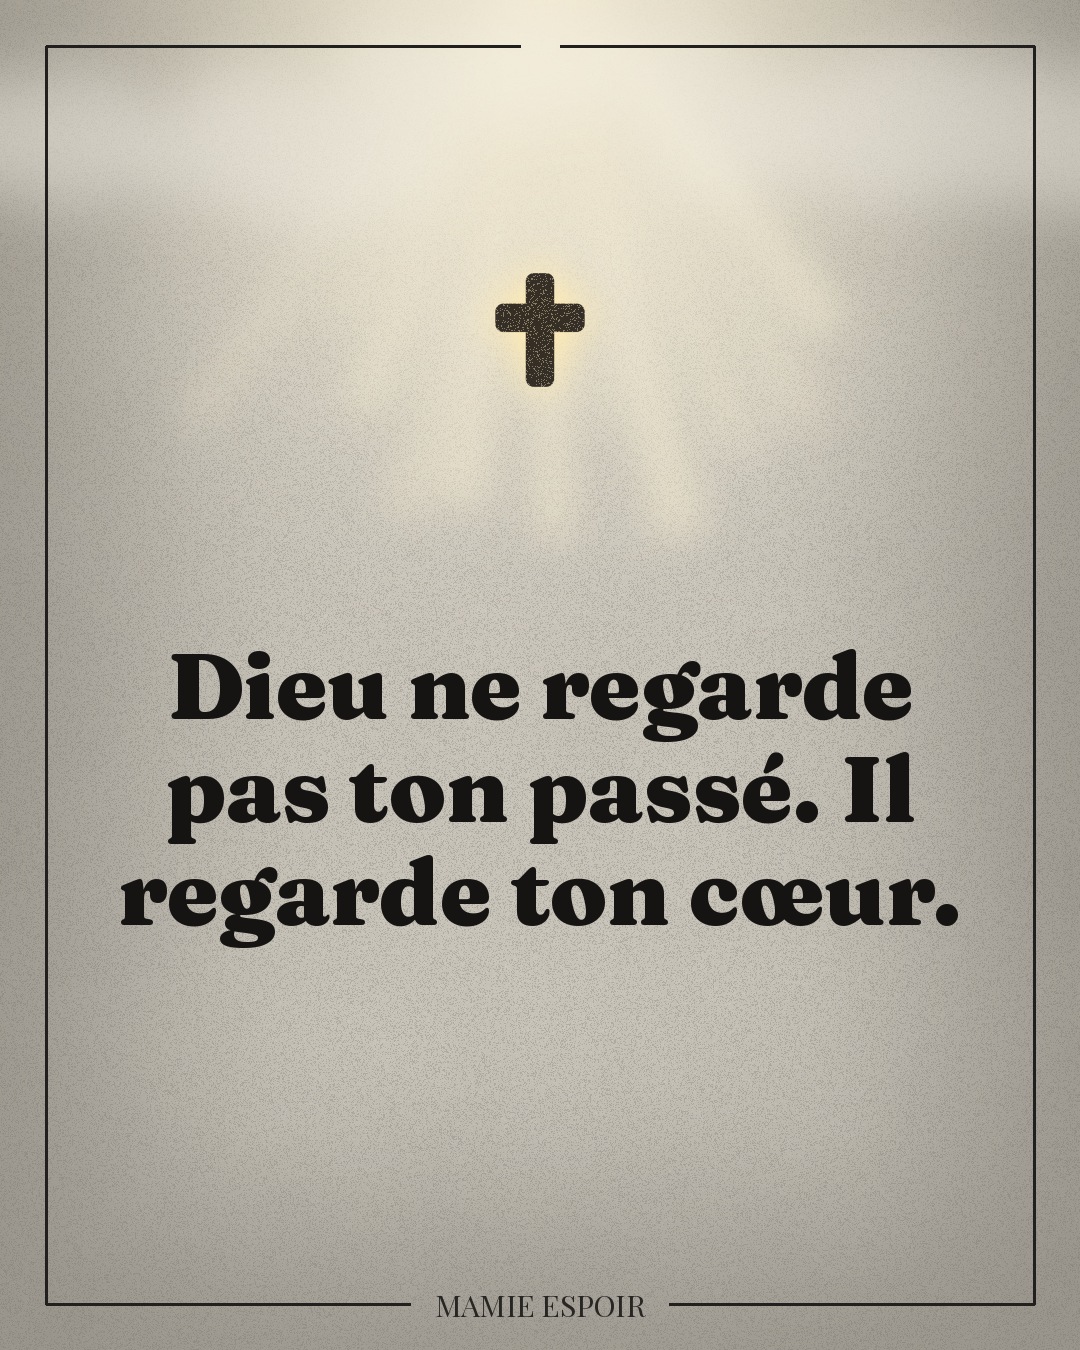 Dieu ne regarde
pas ton passé. Il
regarde ton cœur.
MAMIE ESPOIR